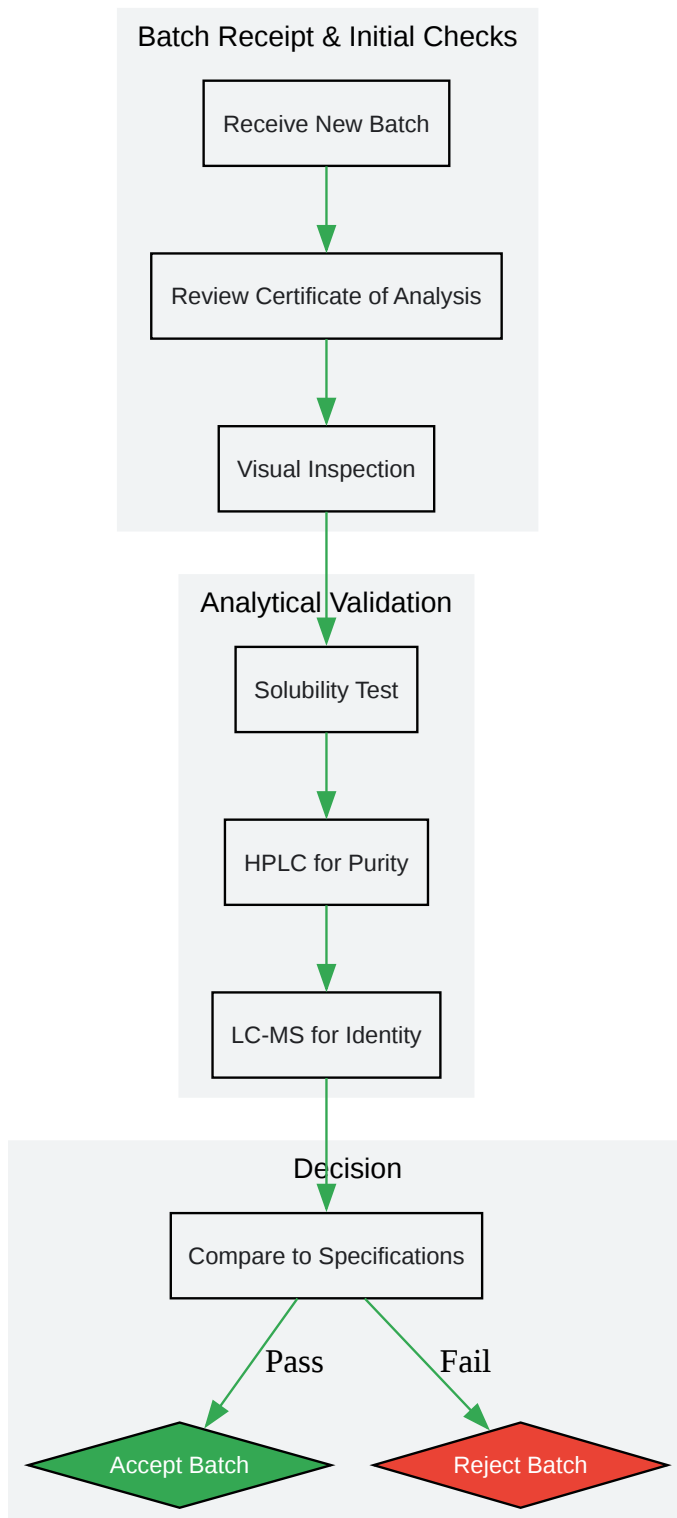 Batch Receipt & Initial Checks
Receive New Batch
Review Certificate of Analysis
Visual Inspection
Analytical Validation
Solubility Test
HPLC for Purity
LC-MS for Identity
Decision
Compare to Specifications
Pass
Fail
Accept Batch
Reject Batch